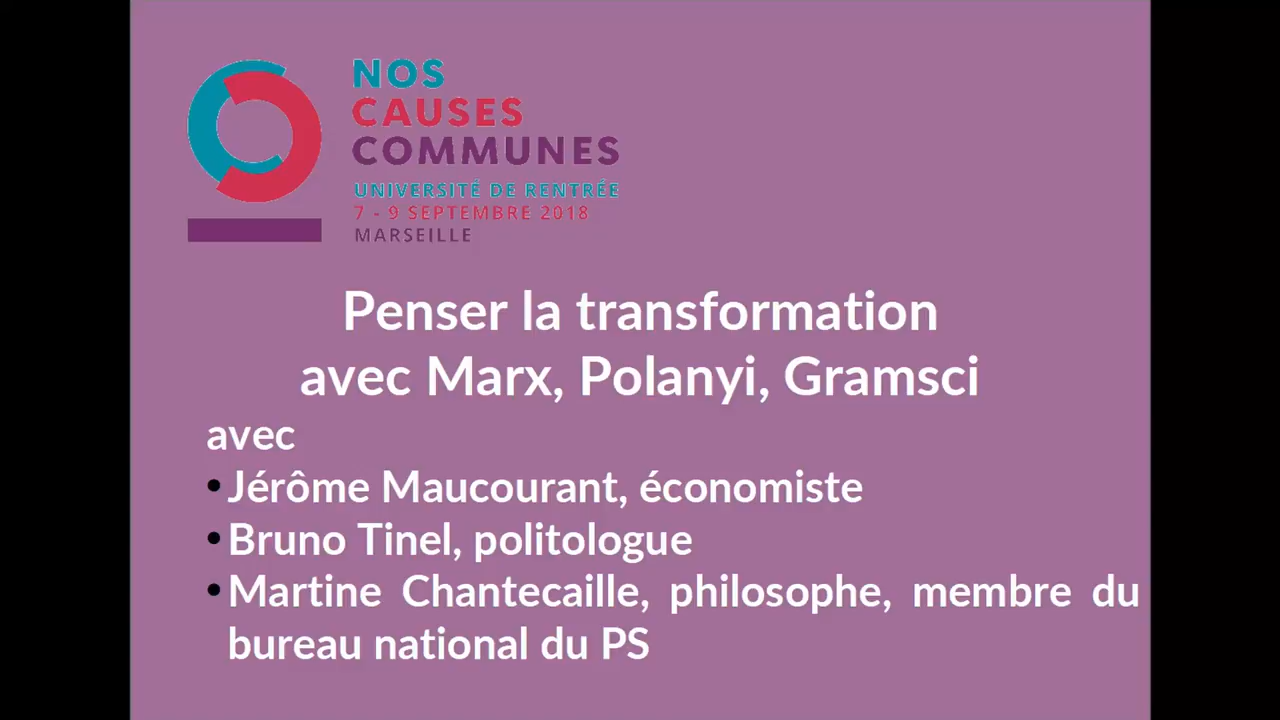 NOS
CAUSES
COMMUNES
UNIVERSITÉ DE RENTRÉE
7 - 9 SEPTEMBRE 2018
MARSEILLE
Penser la transformation
avec Marx, Polanyi, Gramsci
avec
•Jérôme Maucourant, économiste
•Bruno Tinel, politologue
•Martine Chantecaille, philosophe, membre du
bureau national du PS